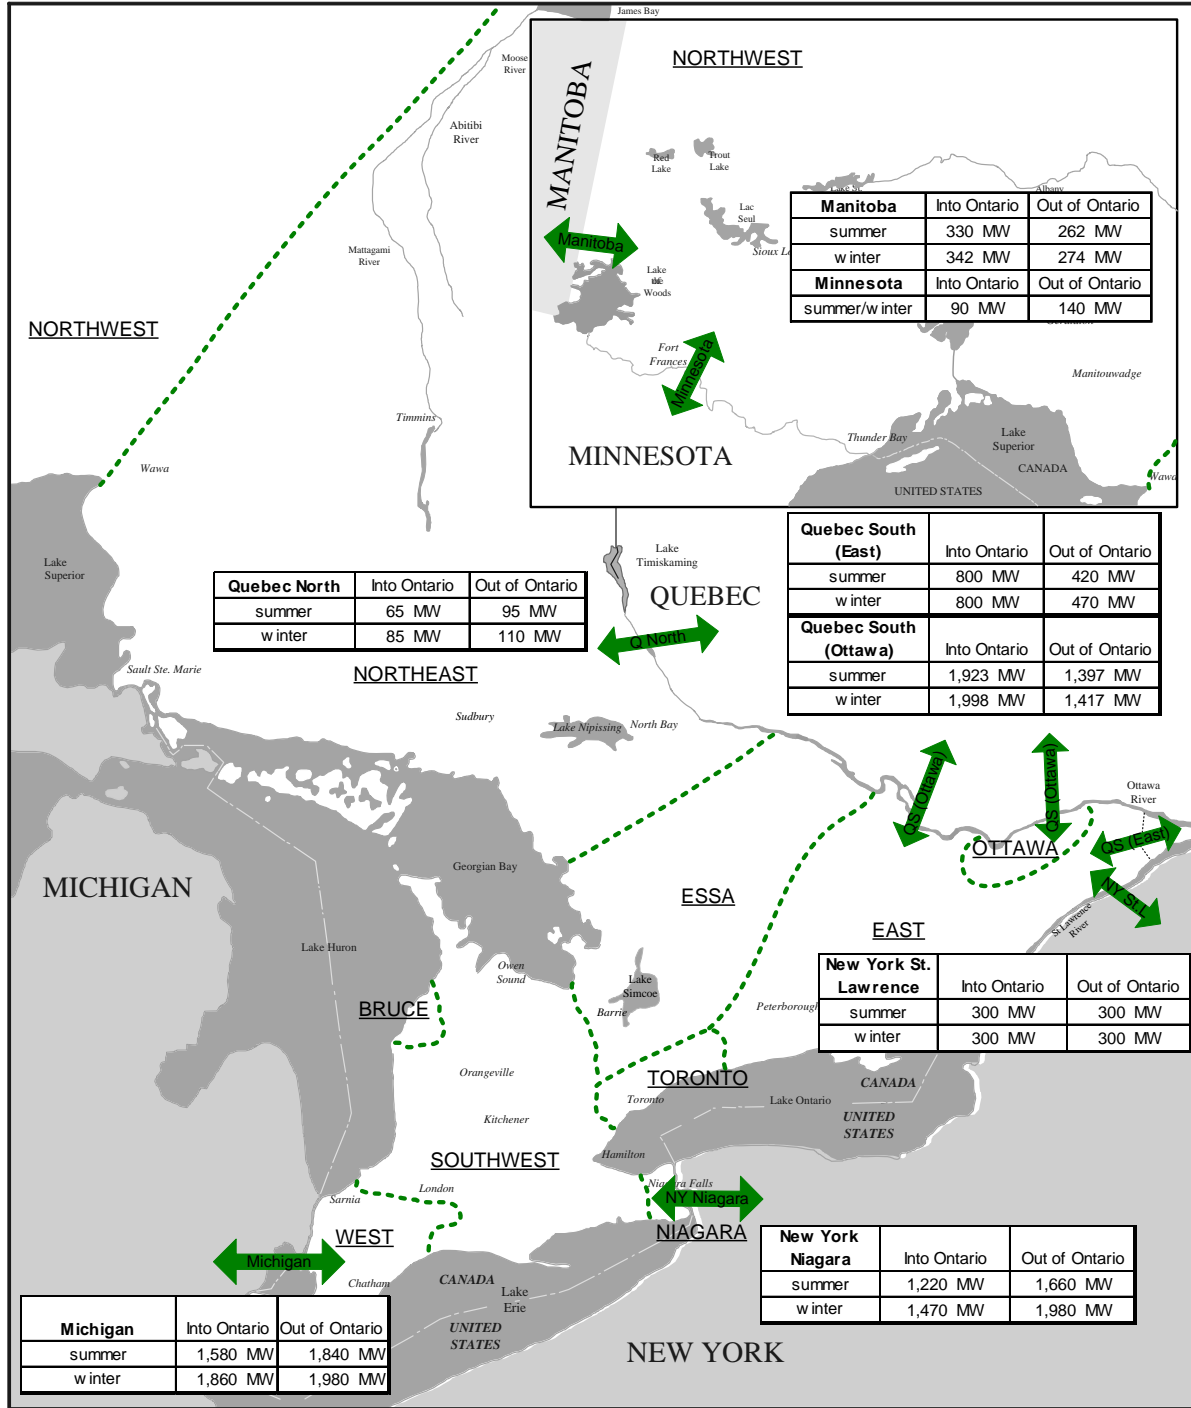 James Bay
Moose
River
Abitibi
River
Mattagami
River
NORTHWEST
Timmins
Wawa
Lake
Superior
NORTHWEST
MANITOBA
Red
Lake
Trout
Lake
Lac
Seul
Lake St.
Albany
Sioux Lo
Manitoba
Lake
of the
Woods
Fort
Frances
Minnesota
MINNESOTA
Thunder Bay
Lake
Superior
CANADA
UNITED STATES
Manitouwadge
Wawa
Manitoba Into Ontario Out of Ontario
summer 330 MW 262 MW
winter 342 MW 274 MW
Minnesota Into Ontario Out of Ontario
summer/winter 90 MW 140 MW
Lake
Timiskaming
QUEBEC
Q North
Quebec North Into Ontario Out of Ontario
summer 65 MW 95 MW
winter 85 MW 110 MW
Quebec South
(East) Into Ontario Out of Ontario
summer 800 MW 420 MW
winter 800 MW 470 MW
Quebec South
(Ottawa) Into Ontario Out of Ontario
summer 1,923 MW 1,397 MW
winter 1,998 MW 1,417 MW
Sault Ste. Marie
NORTHEAST
Sudbury
Lake Nipissing
North Bay
QS (Ottawa)
QS (Ottawa)
Ottawa
River
OTTAWA
QS (East)
NY St.L
St Lawrence
River
MICHIGAN
Georgian Bay
ESSA
EAST
Lake Huron
Owen
Sound
Lake
Simcoe
Barrie
Peterborough
BRUCE
New York St.
Lawrence Into Ontario Out of Ontario
summer 300 MW 300 MW
winter 300 MW 300 MW
Orangeville
TORONTO
Toronto
Lake Ontario
CANADA
UNITED
STATES
Kitchener
Hamilton
SOUTHWEST
London
Sarnia
Niagara Falls
NY Niagara
NIAGARA
WEST
Michigan
Chatham
CANADA
Lake
Erie
UNITED
STATES
New York
Niagara Into Ontario Out of Ontario
summer 1,220 MW 1,660 MW
winter 1,470 MW 1,980 MW
NEW YORK
Michigan Into Ontario Out of Ontario
summer 1,580 MW 1,840 MW
winter 1,860 MW 1,980 MW